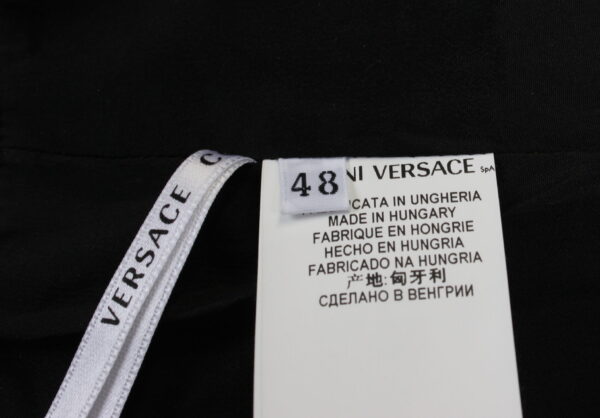 VERSACE
48
NI VERSACE SpA
CATA IN UNGHERIA
MADE IN HUNGARY
FABRIQUE EN HONGRIE
HECHO EN HUNGRIA
FABRICADO NA HUNGRIA
产 地:匈牙利
СДЕЛАНО В ВЕНГРИИ